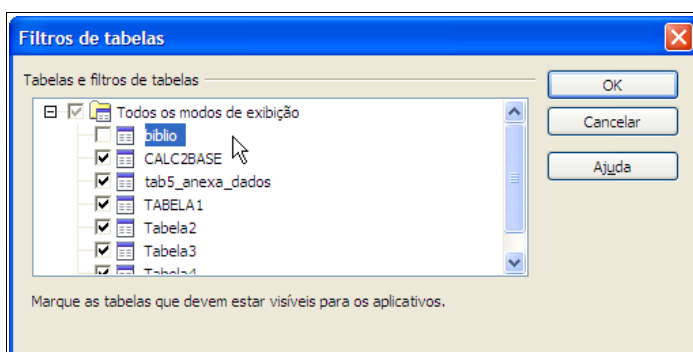 Filtros de tabelas
Tabelas e filtros de tabelas
OK
Todos os modos de exibição
Cancelar
biblio
CALC2BASE
Ajuda
tab5_anexa_dados
TABELA1
Tabela2
Tabela3
Tabela4
Marque as tabelas que devem estar visíveis para os aplicativos.